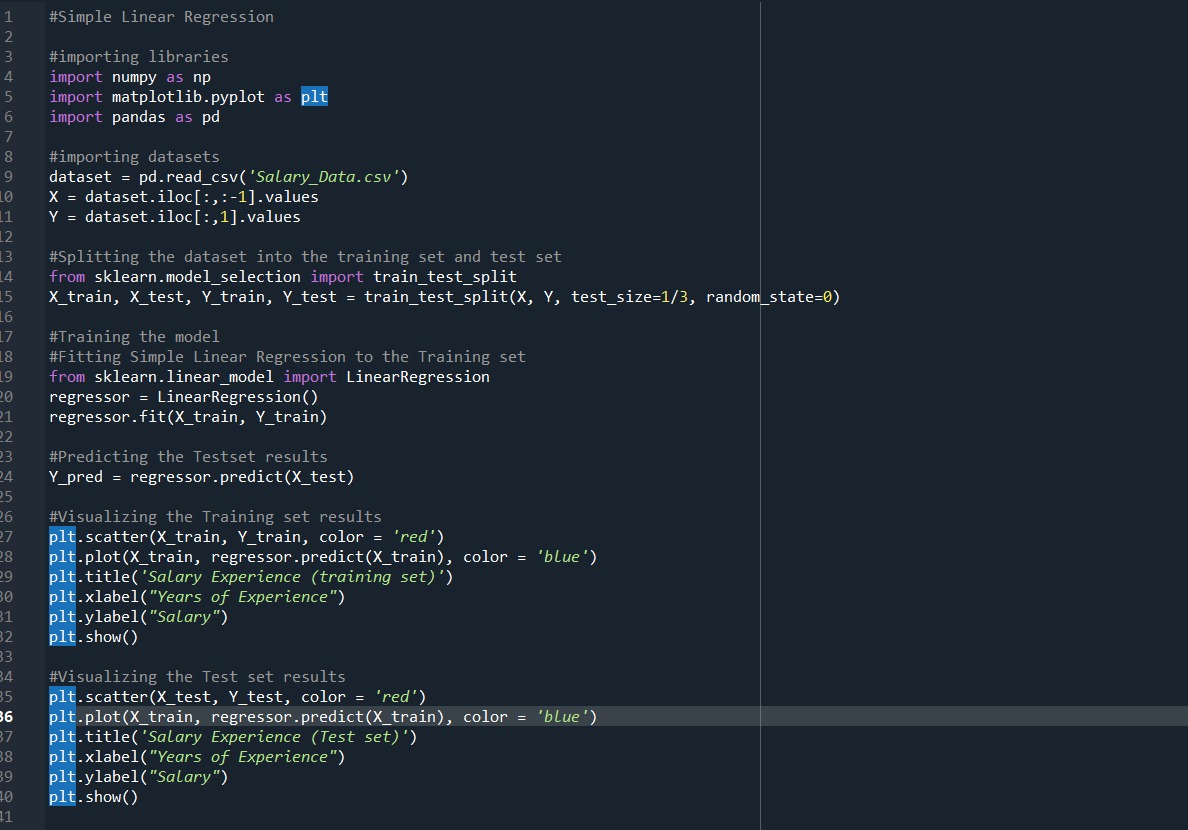 1 #Simple Linear Regression
2
3 #importing libraries
4 import numpy as np
5 import matplotlib.pyplot as plt
6 import pandas as pd
7
8 #importing datasets
9 dataset = pd.read_csv('Salary_Data.csv')
10 X = dataset.iloc[:,:-1].values
11 Y = dataset.iloc[:,1].values
12
13 #Splitting the dataset into the training set and test set
14 from sklearn.model_selection import train_test_split
15 X_train, X_test, Y_train, Y_test = train_test_split(X, Y, test_size=1/3, random_state=0)
16
17 #Training the model
18 #Fitting Simple Linear Regression to the Training set
19 from sklearn.linear_model import LinearRegression
20 regressor = LinearRegression()
21 regressor.fit(X_train, Y_train)
22
23 #Predicting the Testset results
24 Y_pred = regressor.predict(X_test)
25
26 #Visualizing the Training set results
27 plt.scatter(X_train, Y_train, color = 'red')
28 plt.plot(X_train, regressor.predict(X_train), color = 'blue')
29 plt.title('Salary Experience (training set)')
30 plt.xlabel("Years of Experience")
31 plt.ylabel("Salary")
32 plt.show()
33
34 #Visualizing the Test set results
35 plt.scatter(X_test, Y_test, color = 'red')
36 plt.plot(X_train, regressor.predict(X_train), color = 'blue')
37 plt.title('Salary Experience (Test set)')
38 plt.xlabel("Years of Experience")
39 plt.ylabel("Salary")
40 plt.show()
41